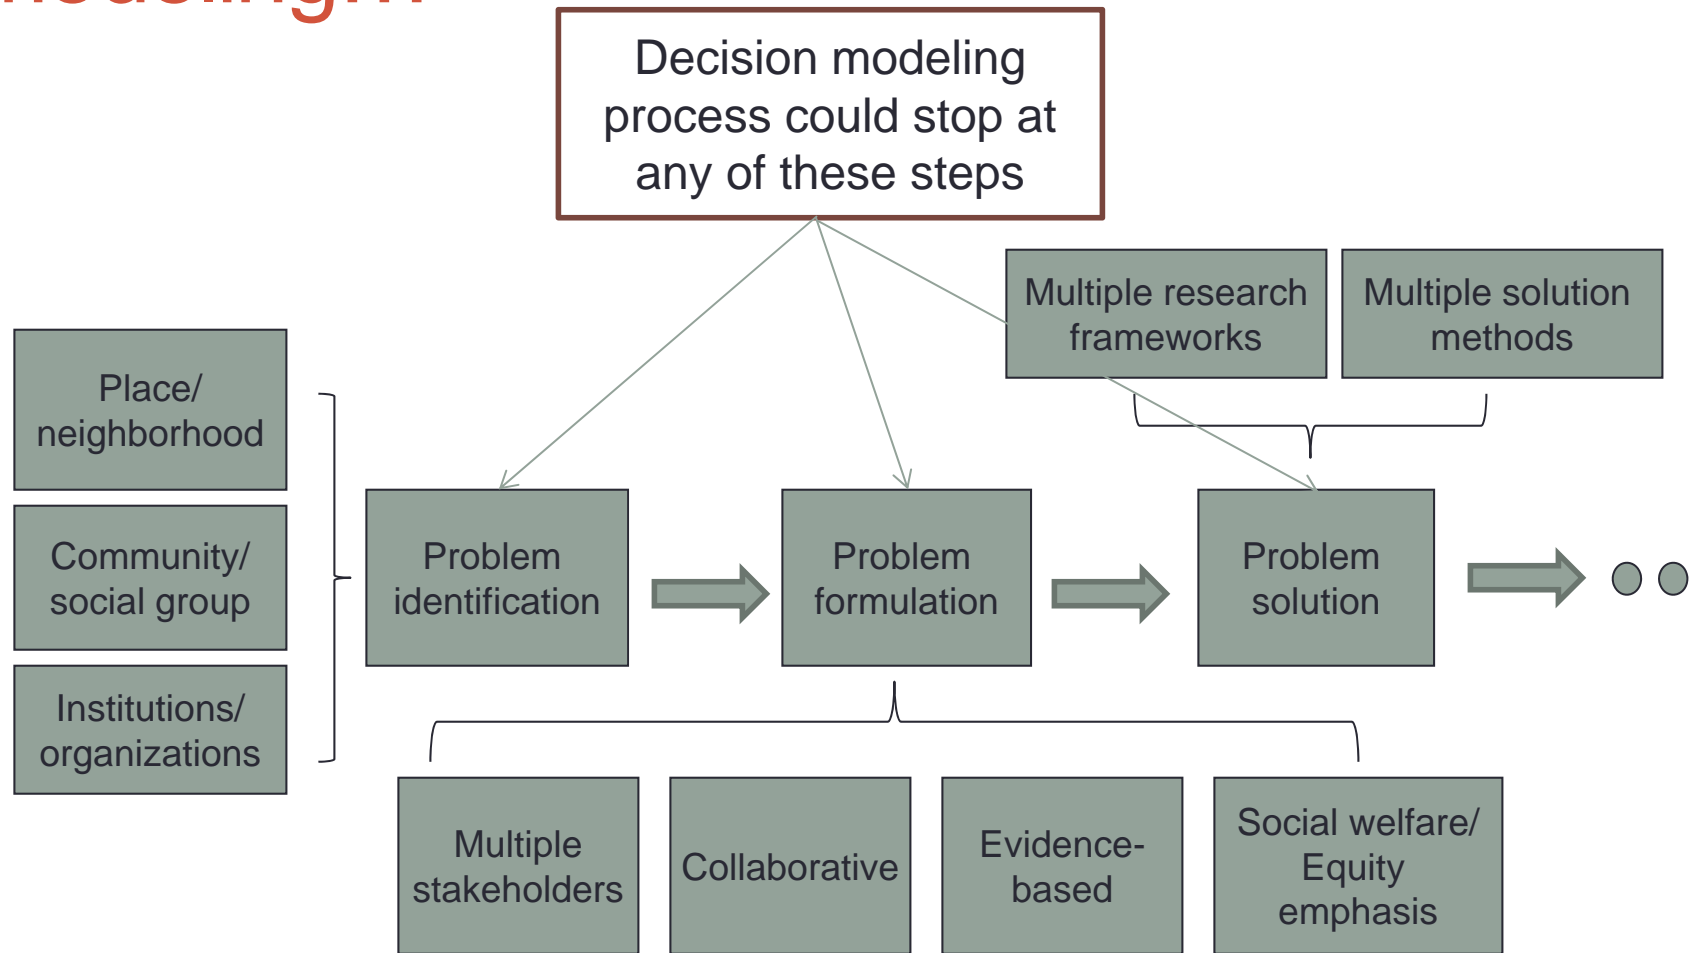 Decision modeling
process could stop at
any of these steps
Multiple research
frameworks
Multiple solution
methods
Place/
neighborhood
Community/
social group
Institutions/
organizations
Problem
identification
Problem
formulation
Problem
solution
Multiple
stakeholders
Collaborative
Evidence-
based
Social welfare/
Equity
emphasis